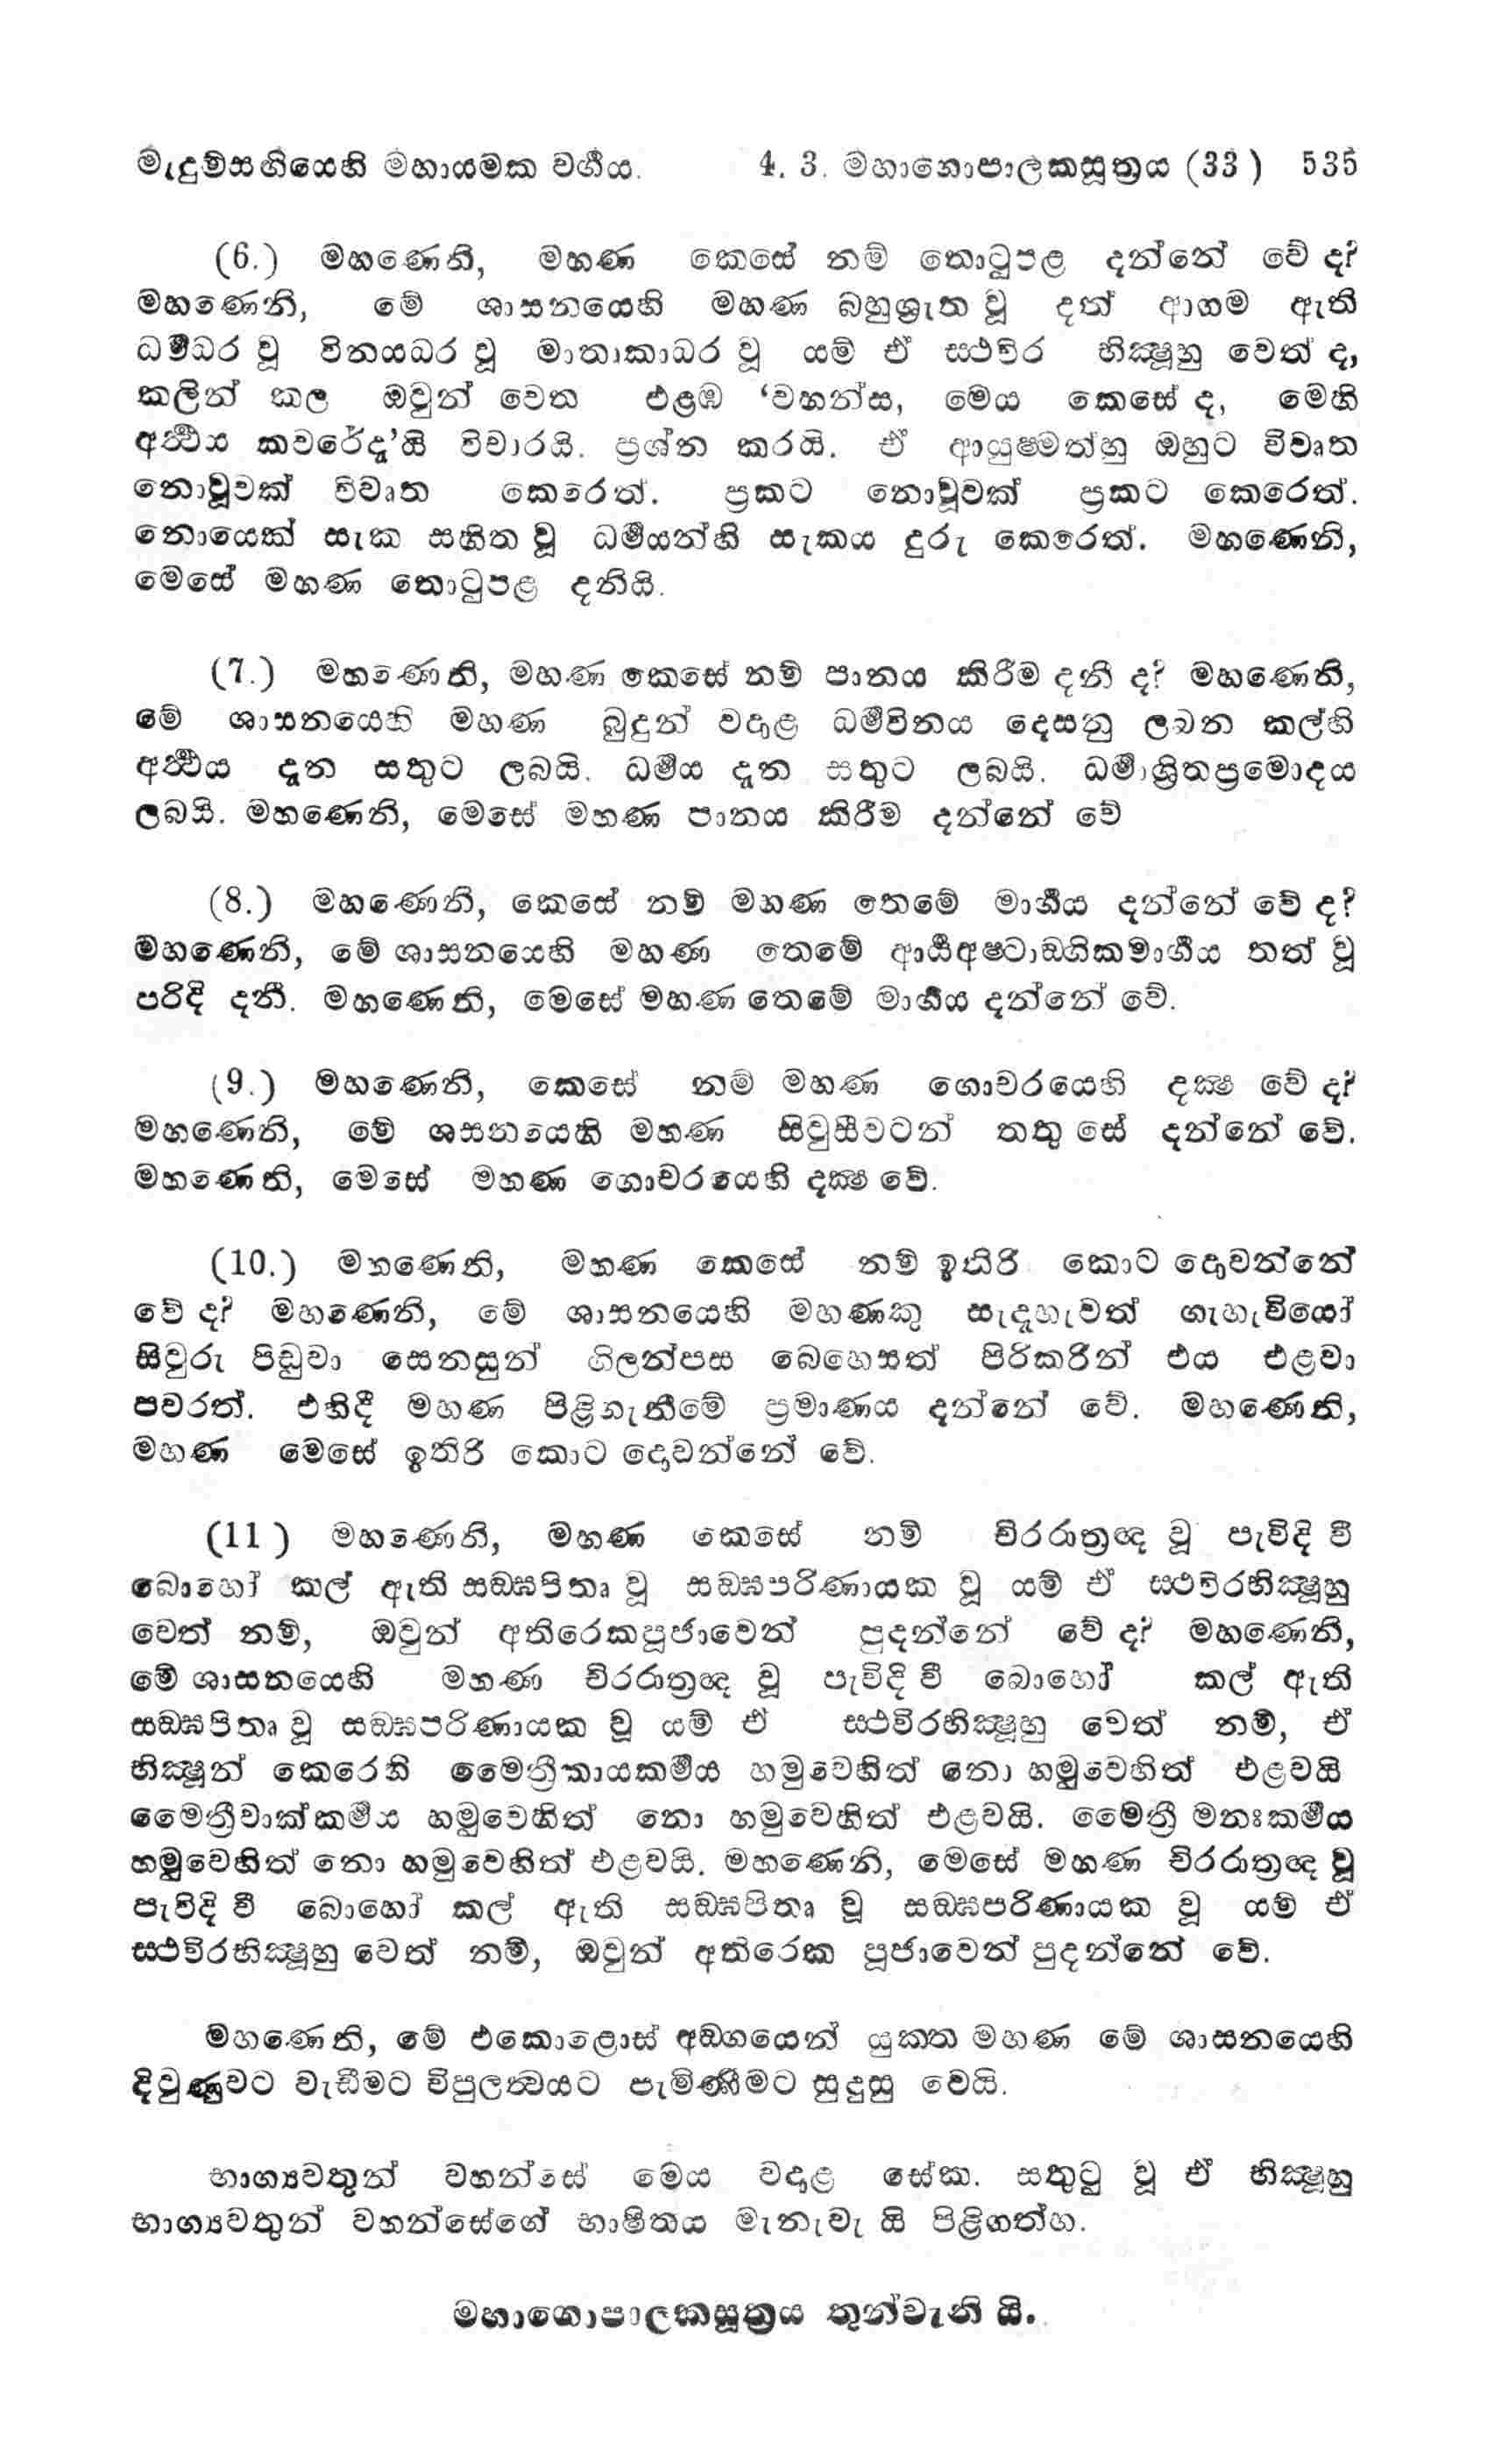 මැදුම්සඟියෙහි මහායමක වර්‍ගය. 4. 3. මහාගොපාලකසූත්‍රය (33) 535
(6.) මහණෙනි, මහණ කෙසේ නම් තොටුපළ දන්නේ වේ ද?
මහණෙනි, මේ ශාසනයෙහි මහණ බහුශ්‍රැත වූ දත් ආගම ඇති
ධර්‍මධර වූ විනයධර වූ මාතෘකාධර වූ යම් ඒ ස්ථවිර භික්‍ෂූහු වෙත් ද,
කලින් කල ඔවුන් වෙත එළඹ ‘වහන්ස, මෙය කෙසේ ද, මෙහි
අර්‍ත්‍ථය කවරේදැ’යි විචාරයි. ප්‍රශ්න කරයි. ඒ ආයුෂ්මත්හු ඔහුට විවෘත
නොවූවක් විවෘත කෙරෙත්. ප්‍රකට නොවූවක් ප්‍රකට කෙරෙත්.
නොයෙක් සැක සහිත වූ ධර්‍මයන්හි සැකය දුරු කෙරෙත්. මහණෙනි,
මෙසේ මහණ තොටුපළ දනියි.
(7.) මහණෙනි, මහණ කෙසේ නම් පානය කිරීම දනී ද? මහණෙනි,
මේ ශාසනයෙහි මහණ බුදුන් වදාළ ධර්‍මවිනය දෙසනු ලබන කල්හි
අර්‍ත්‍ථය දැන සතුට ලබයි. ධර්‍මය දැන සතුට ලබයි. ධර්‍මාශ්‍රිතප්‍රමොදය
ලබයි. මහණෙනි, මෙසේ මහණ පානය කිරීම දන්නේ වේ
(8.) මහණෙනි, කෙසේ නම් මහණ තෙමේ මාර්‍ගය දන්නේ වේ ද?
මහණෙනි, මේ ශාසනයෙහි මහණ තෙමේ ආර්‍ය්‍යඅෂ්ටාඞ්ගිකමාර්‍ගය තත් වූ
පරිදි දනී. මහණෙනි, මෙසේ මහණ තෙමේ මාර්‍ගය දන්නේ වේ.
(9.) මහණෙනි, කෙසේ නම් මහණ ගොචරයෙහි දක්‍ෂ වේ ද?
මහණෙනි, මේ ශසනයෙහි මහණ සිවුසීවටන් තතු සේ දන්නේ වේ.
මහණෙනි, මෙසේ මහණ ගොචරයෙහි දක්‍ෂ වේ.
(10.) මහණෙනි, මහණ කෙසේ නම් ඉතිරි කොට දොවන්නේ
වේ ද? මහණෙනි, මේ ශාසනයෙහි මහණකු සැදැහැවත් ගැහැවියෝ
සිවුරු පිඬුවා සෙනසුන් ගිලන්පස බෙහෙසත් පිරිකරින් එය එළවා
පවරත්. එහිදී මහණ පිළිගැනීමේ ප්‍රමාණය දන්නේ වේ. මහණෙනි,
මහණ මෙසේ ඉතිරි කොට දොවන්නේ වේ.
(11 ) මහණෙනි, මහණ කෙසේ නම් චිරරාත්‍රඥ වූ පැවිදි වී
බොහෝ කල් ඇති සඞ්ඝපිතෘ වූ සඞ්ඝපරිණායක වූ යම් ඒ ස්ථවිරභික්‍ෂූහු
වෙත් නම්, ඔවුන් අතිරෙකපූජාවෙන් පුදන්නේ වේ ද? මහණෙනි,
මේ ශාසනයෙහි මහණ චිරරාත්‍රඥ වූ පැවිදි වී බොහෝ කල් ඇති
සඞ්ඝපිතෘ වූ සඞ්ඝපරිණායක වූ යම් ඒ ස්ථවිරභික්‍ෂූහු වෙත් නම්, ඒ
භික්‍ෂූන් කෙරෙහි මෛත්‍රීකායකර්‍මය හමුවෙහිත් නො හමුවෙහිත් එළවයි
මෛත්‍රීවාක්කර්‍මය හමුවෙහිත් නො හමුවෙහිත් එළවයි. මෛත්‍රී මනඃකර්‍මය
හමුවෙහිත් නො හමුවෙහිත් එළවයි. මහණෙනි, මෙසේ මහණ චිරරාත්‍රඥ වූ
පැවිදි වී බොහෝ කල් ඇති සඞ්ඝපිතෘ වූ සඞ්ඝපරිණායක වූ යම් ඒ
ස්ථවිරභික්‍ෂූහු වෙත් නම්, ඔවුන් අතිරෙක පූජාවෙන් පුදන්නේ වේ.
මහණෙනි, මේ එකොළොස් අඞ්ගයෙන් යුක්ත මහණ මේ ශාසනයෙහි
දිවුණුවට වැඩීමට විපුලත්‍වයට පැමිණීමට සුදුසු වෙයි.
භාග්‍යවතුන් වහන්සේ මෙය වදාළ සේක. සතුටු වූ ඒ භික්‍ෂූහු
භාග්‍යවතුන් වහන්සේගේ භාෂිතය මැනැවැ යි පිළිගත්හ.
මහාගොපාලකසූත්‍රය තුන්වැනි යි.